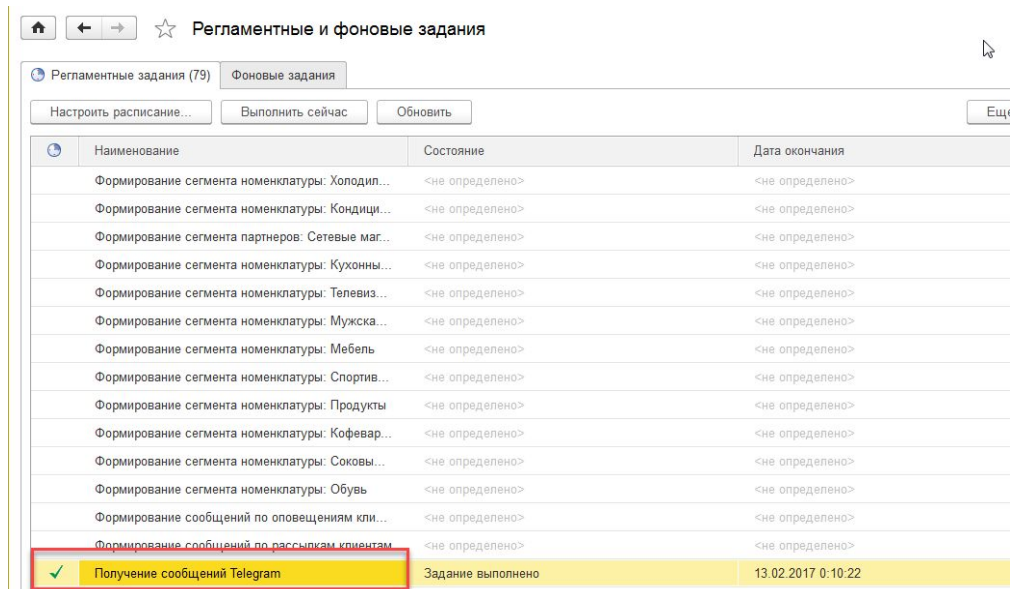 Регламентные и фоновые задания
Регламентные задания (79) Фоновые задания
Настроить расписание... Выполнить сейчас Обновить Еще
Наименование Состояние Дата окончания
Формирование сегмента номенклатуры: Холодил... <не определено> <не определено>
Формирование сегмента номенклатуры: Кондици... <не определено> <не определено>
Формирование сегмента партнеров: Сетевые маг... <не определено> <не определено>
Формирование сегмента номенклатуры: Кухонны... <не определено> <не определено>
Формирование сегмента номенклатуры: Телевиз... <не определено> <не определено>
Формирование сегмента номенклатуры: Мужска... <не определено> <не определено>
Формирование сегмента номенклатуры: Мебель <не определено> <не определено>
Формирование сегмента номенклатуры: Спортив... <не определено> <не определено>
Формирование сегмента номенклатуры: Продукты <не определено> <не определено>
Формирование сегмента номенклатуры: Кофевар... <не определено> <не определено>
Формирование сегмента номенклатуры: Соковы... <не определено> <не определено>
Формирование сегмента номенклатуры: Обувь <не определено> <не определено>
Формирование сообщений по оповещениям кли... <не определено> <не определено>
Формирование сообщений по рассылкам клиентам <не определено> <не определено>
Получение сообщений Telegram Задание выполнено 13.02.2017 0:10:22